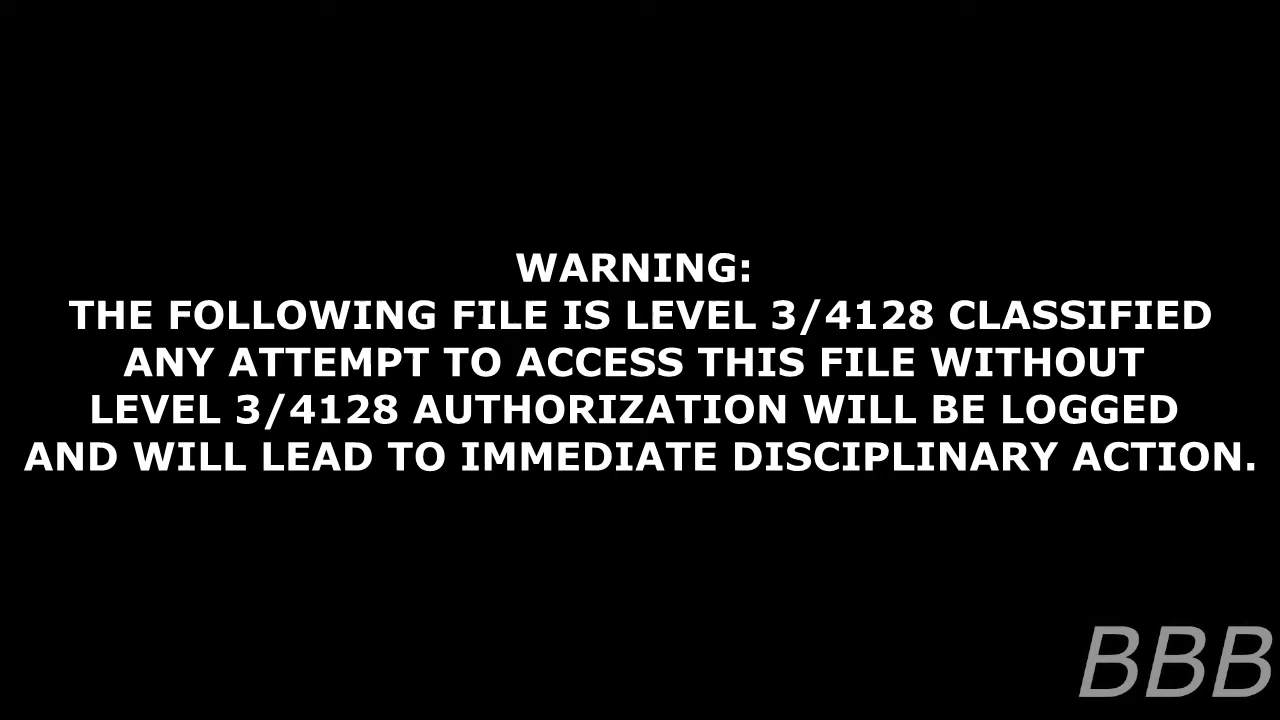 WARNING:
THE FOLLOWING FILE IS LEVEL 3/4128 CLASSIFIED
ANY ATTEMPT TO ACCESS THIS FILE WITHOUT
LEVEL 3/4128 AUTHORIZATION WILL BE LOGGED
AND WILL LEAD TO IMMEDIATE DISCIPLINARY ACTION.
BBB